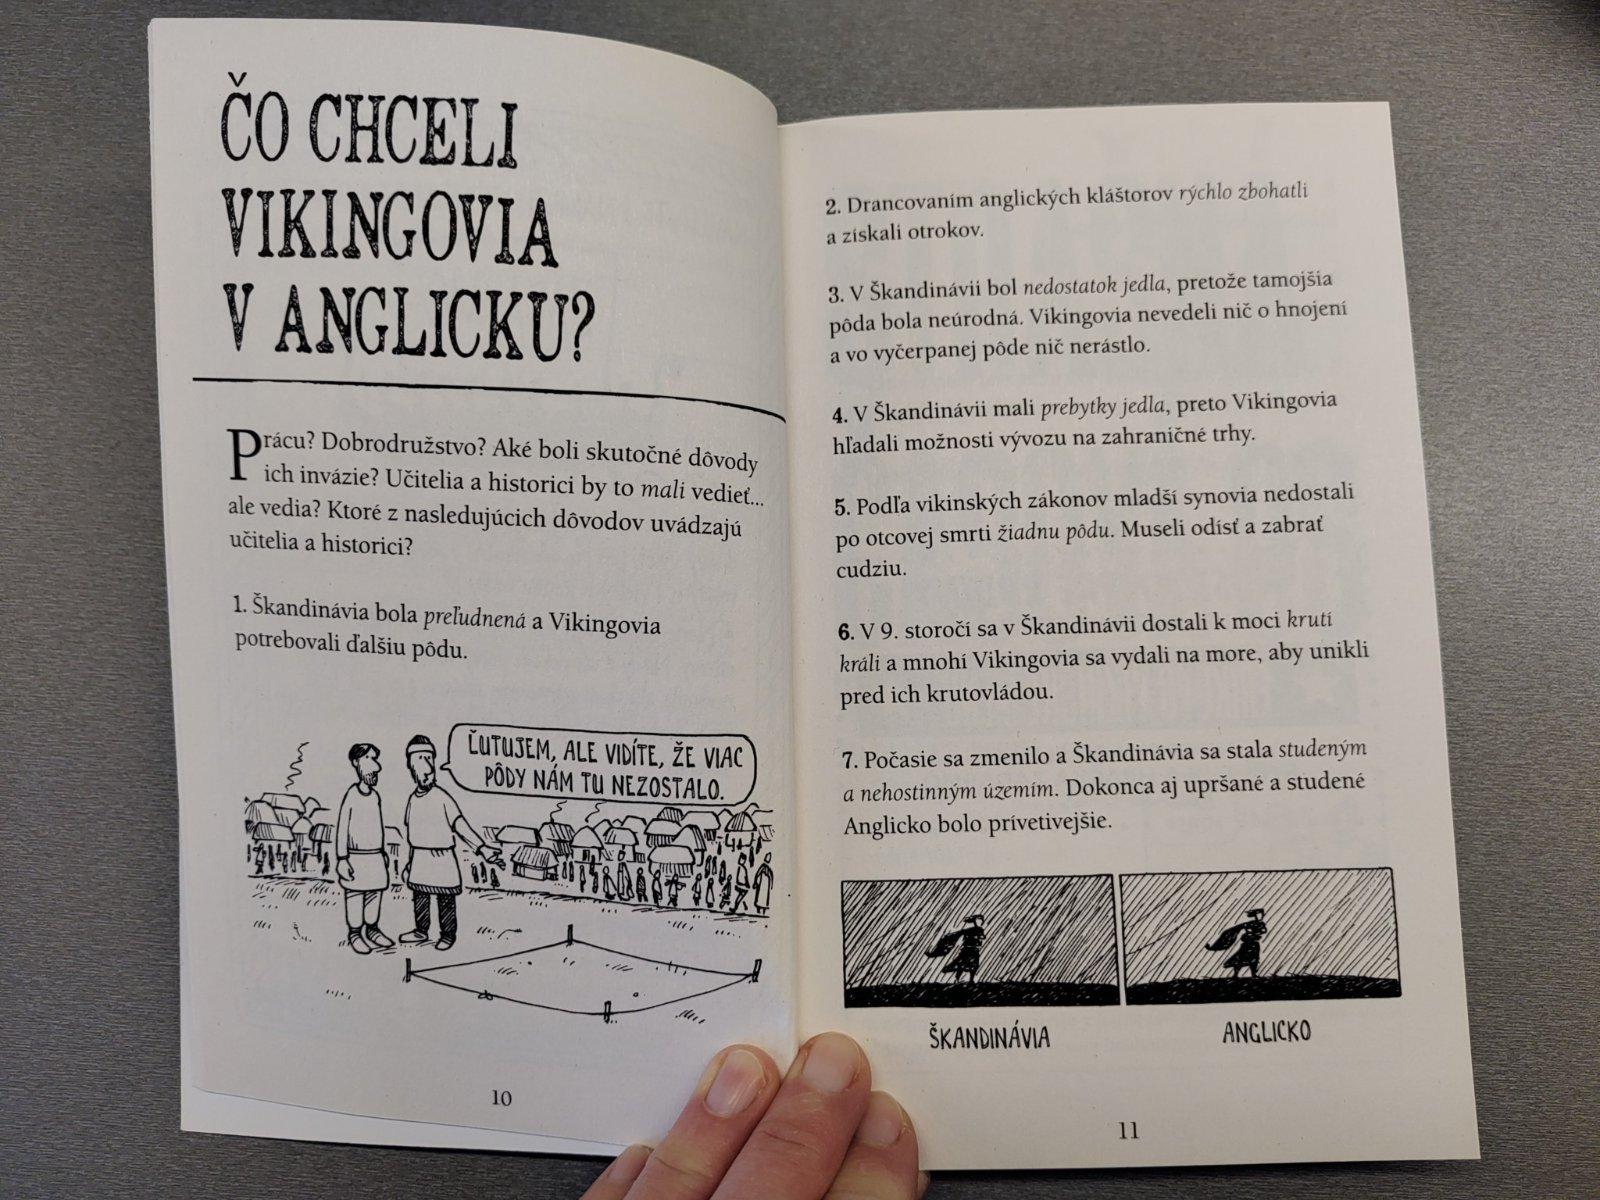 ČO CHCELI
VIKINGOVIA
V ANGLICKU?
Prácu? Dobrodružstvo? Aké boli skutočné dôvody
ich invázie? Učitelia a historici by to mali vedieť...
ale vedia? Ktoré z nasledujúcich dôvodov uvádzajú
učitelia a historici?
1. Škandinávia bola preľudnená a Vikingovia
potrebovali ďalšiu pôdu.
ĽUTUJEM, ALE VIDÍTE, ŽE VIAC
PÔDY NÁM TU NEZOSTALO.
10
2. Drancovaním anglických kláštorov rýchlo zbohatli
a získali otrokov.
3. V Škandinávii bol nedostatok jedla, pretože tamojšia
pôda bola neúrodná. Vikingovia nevedeli nič o hnojení
a vo vyčerpanej pôde nič nerástlo.
4. V Škandinávii mali prebytky jedla, preto Vikingovia
hľadali možnosti vývozu na zahraničné trhy.
5. Podľa vikinských zákonov mladší synovia nedostali
po otcovej smrti žiadnu pôdu. Museli odísť a zabrať
cudziu.
6. V 9. storočí sa v Škandinávii dostali k moci krutí
králi a mnohí Vikingovia sa vydali na more, aby unikli
pred ich krutovládou.
7. Počasie sa zmenilo a Škandinávia sa stala studeným
a nehostinným územím. Dokonca aj upršané a studené
Anglicko bolo prívetivejšie.
ŠKANDINÁVIA
ANGLICKO
11